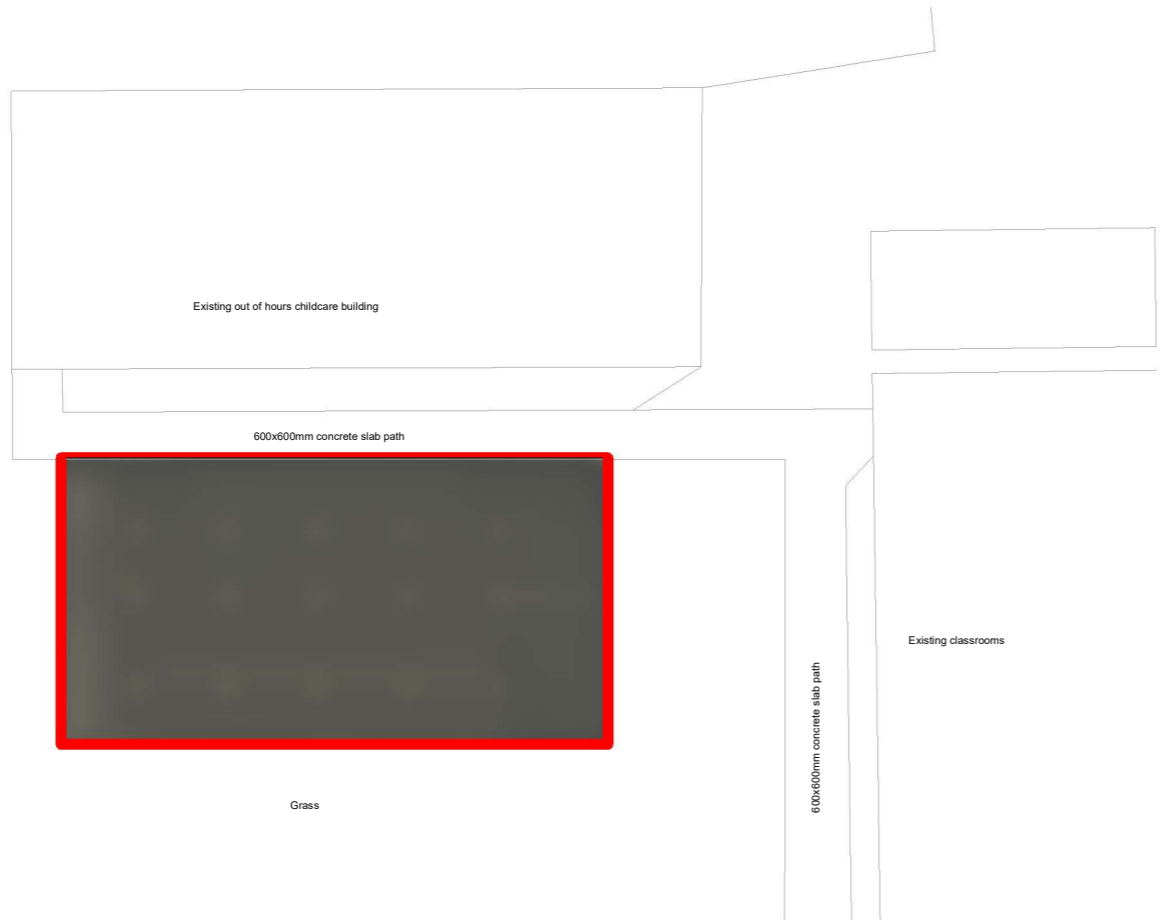 Existing out of hours childcare building
600x600mm concrete slab path
Existing classrooms
600x600mm concrete slab path
Grass